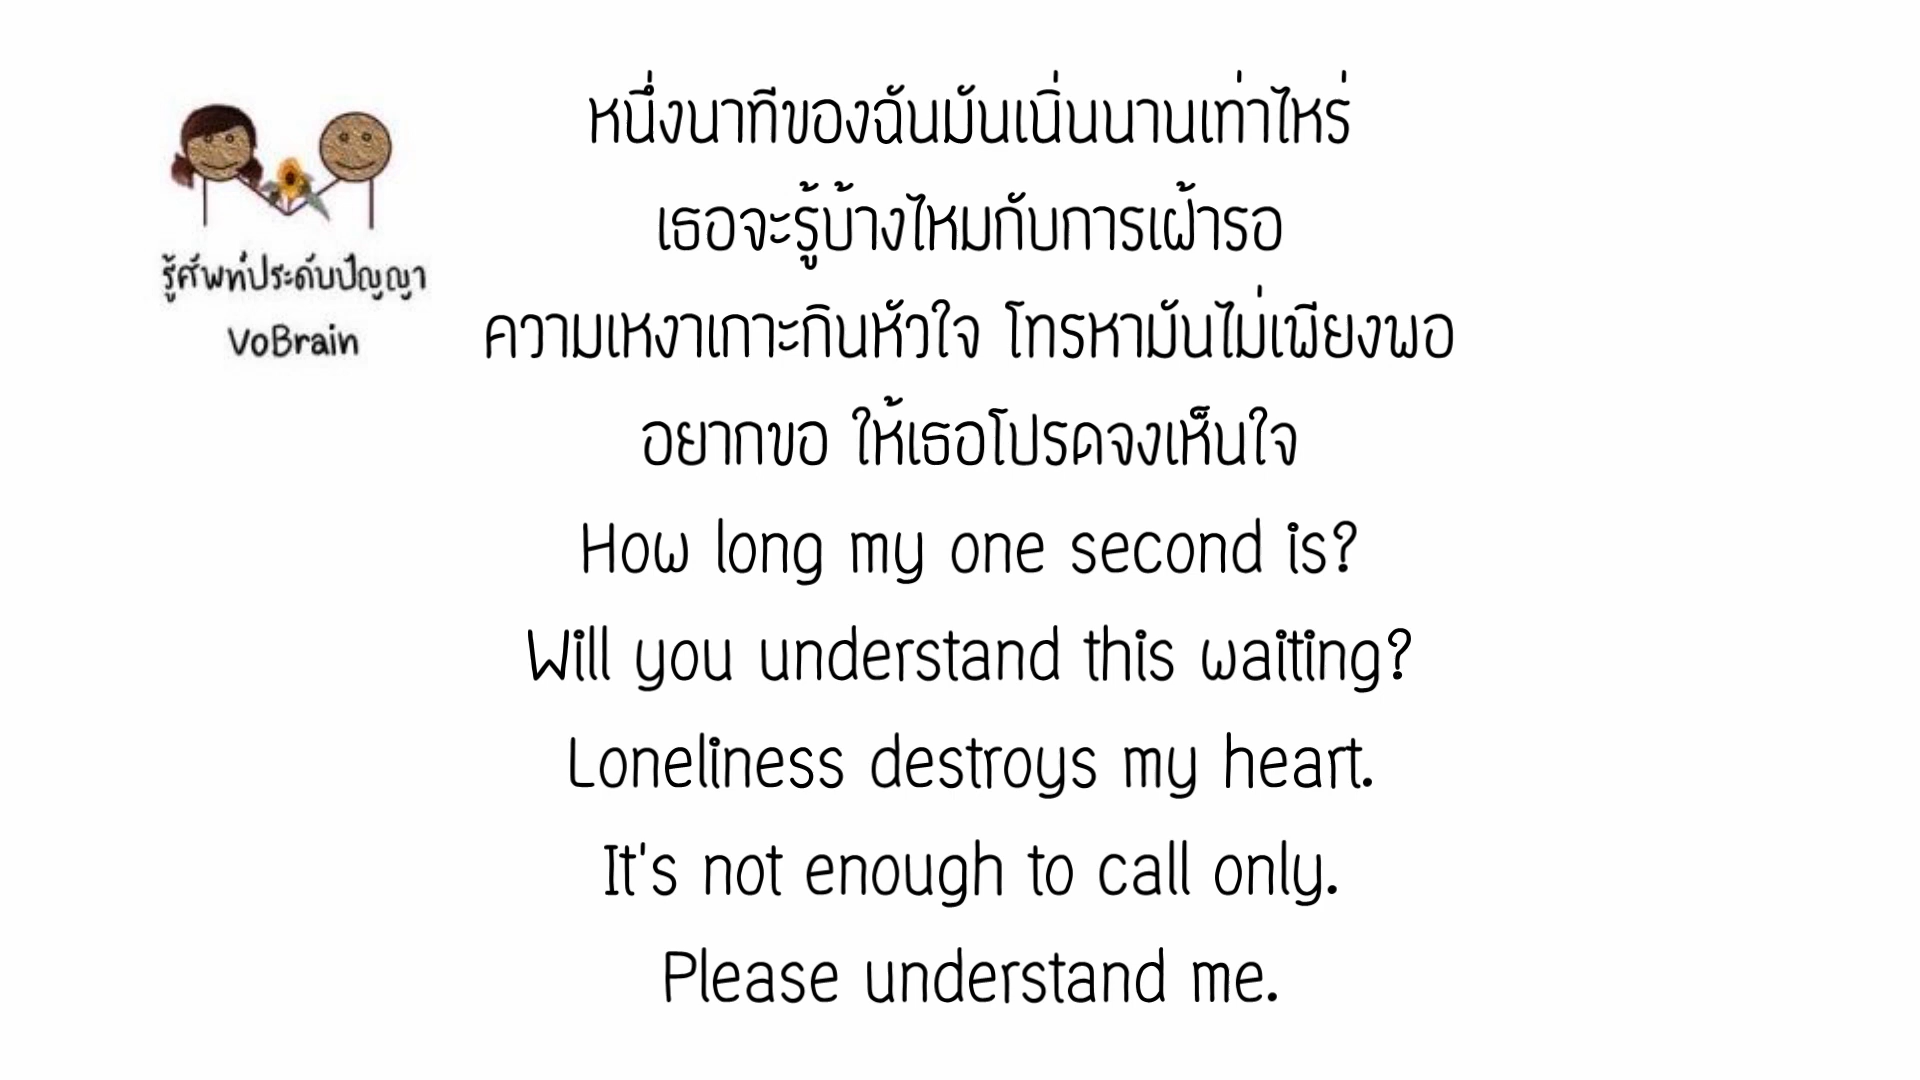 รู้ศัพท์ประดับปัญญา
VoBrain
หนึ่งนาทีของฉันมันเนิ่นนานเท่าไหร่
เธอจะรู้บ้างไหมกับการเฝ้ารอ
ความเหงาเกาะกินหัวใจ โทรหามันไม่เพียงพอ
อยากขอ ให้เธอโปรดจงเห็นใจ
How long my one second is?
Will you understand this waiting?
Loneliness destroys my heart.
It's not enough to call only.
Please understand me.